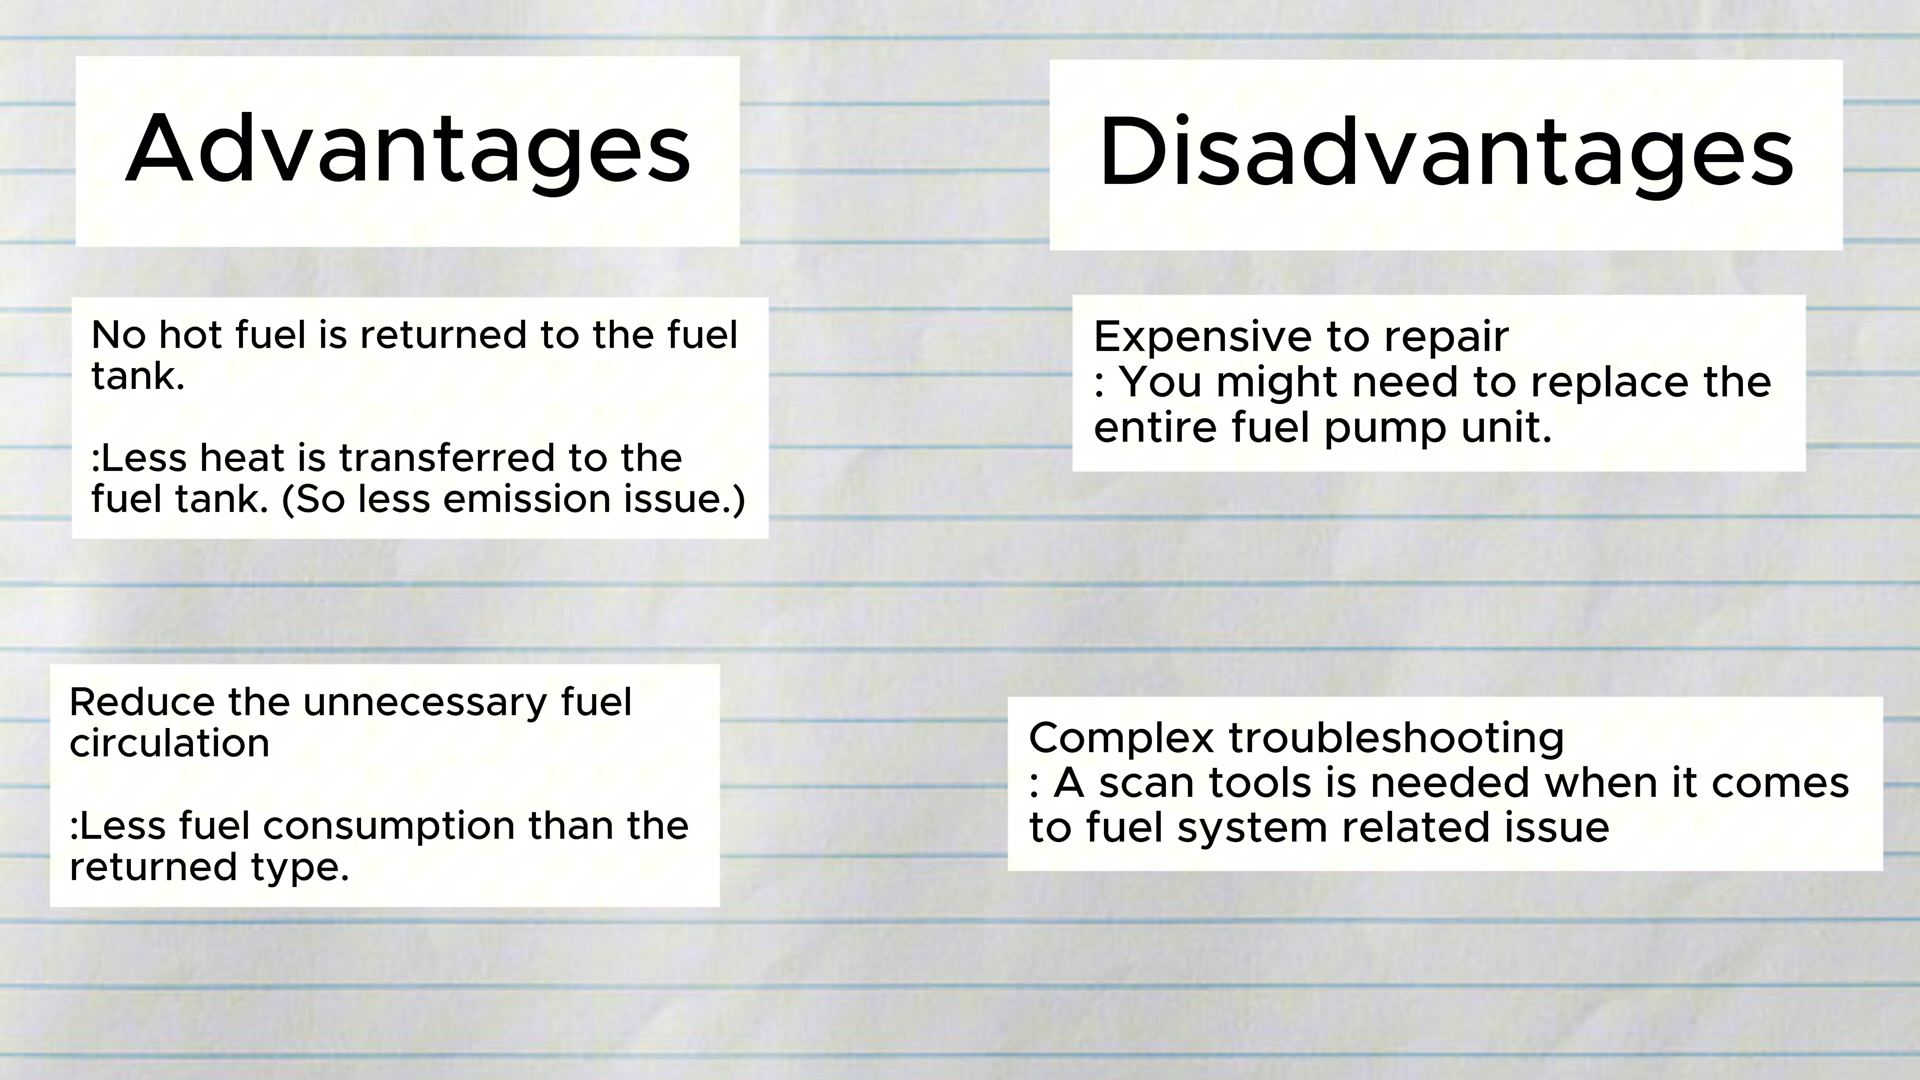 Advantages
No hot fuel is returned to the fuel
tank.
:Less heat is transferred to the
fuel tank. (So less emission issue.)
Reduce the unnecessary fuel
circulation
:Less fuel consumption than the
returned type.
Disadvantages
Expensive to repair
: You might need to replace the
entire fuel pump unit.
Complex troubleshooting
: A scan tools is needed when it comes
to fuel system related issue